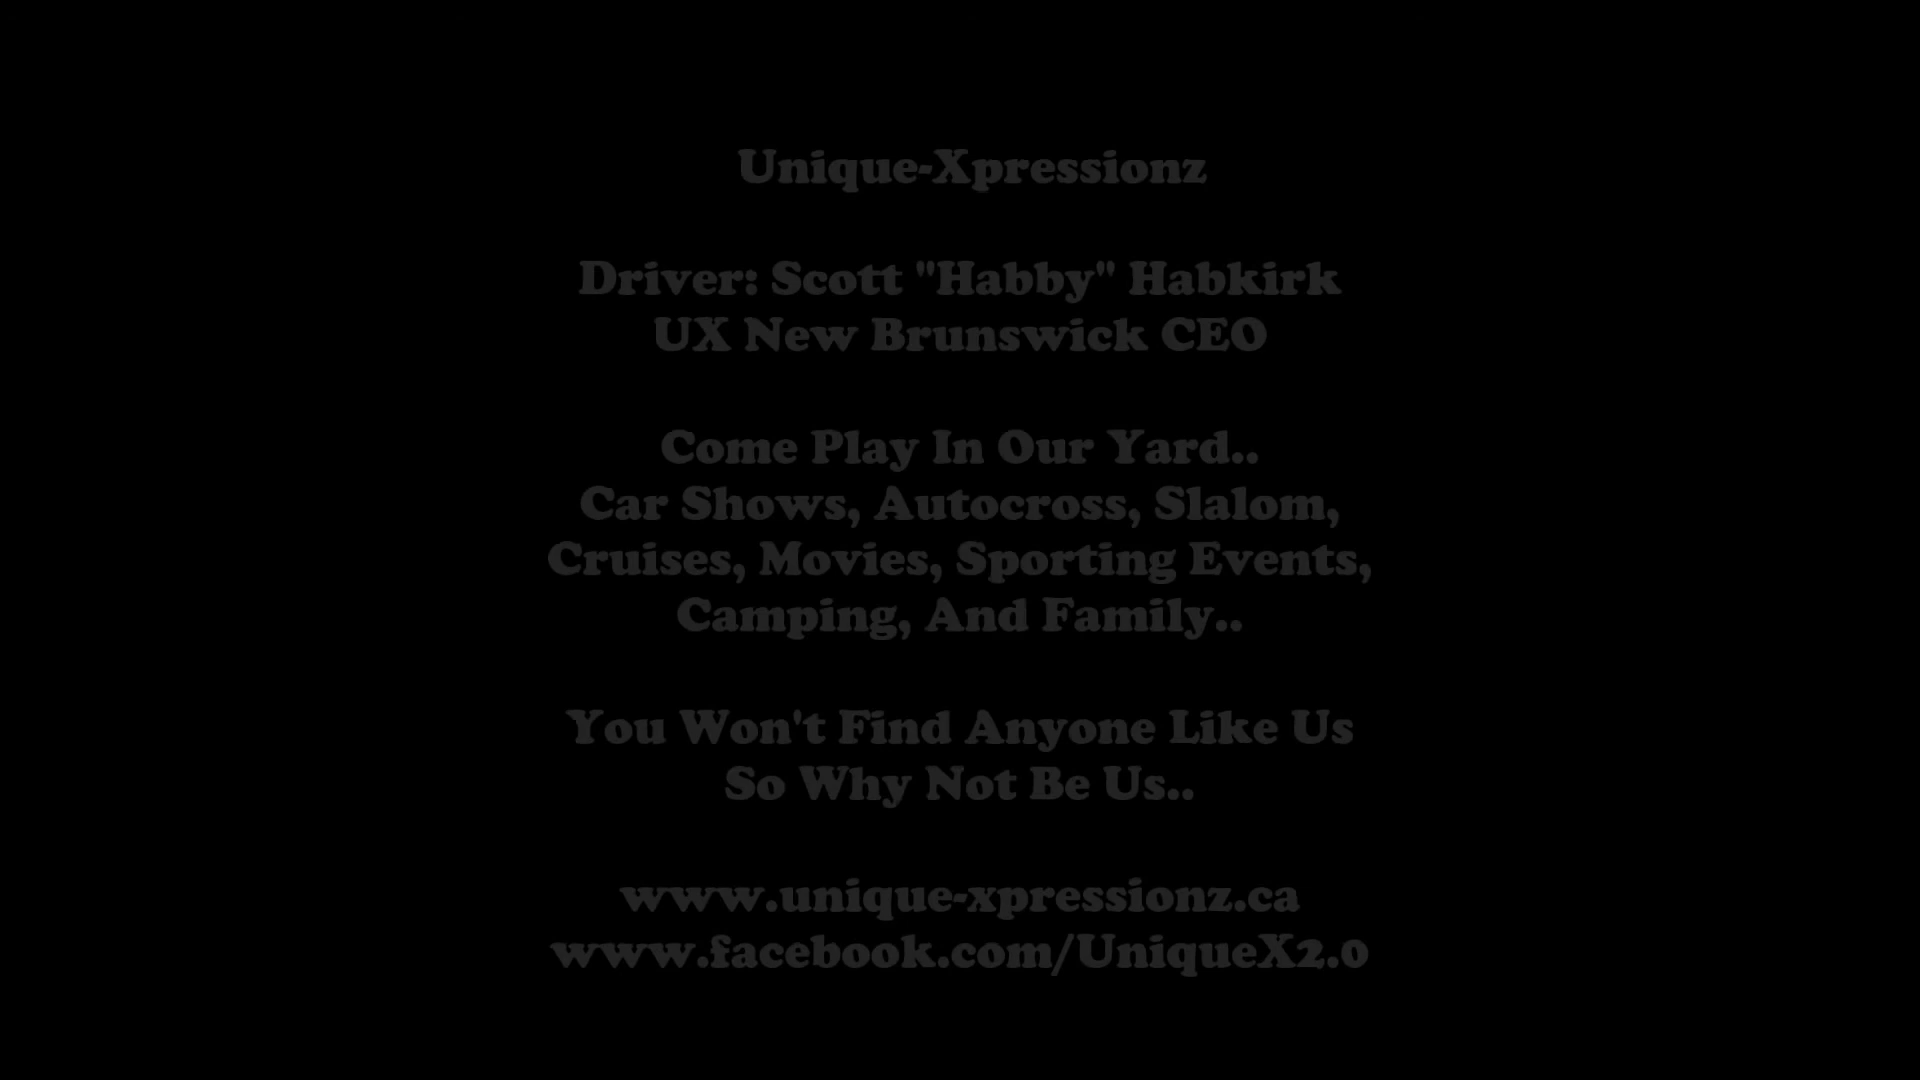 Unique-Xpressionz
Driver: Scott "Habby" Habkirk
UX New Brunswick CEO
Come Play In Our Yard..
Car Shows, Autocross, Slalom,
Cruises, Movies, Sporting Events,
Camping, And Family..
You Won't Find Anyone Like Us
So Why Not Be Us..
www.unique-xpressionz.ca
www.facebook.com/UniqueX2.0